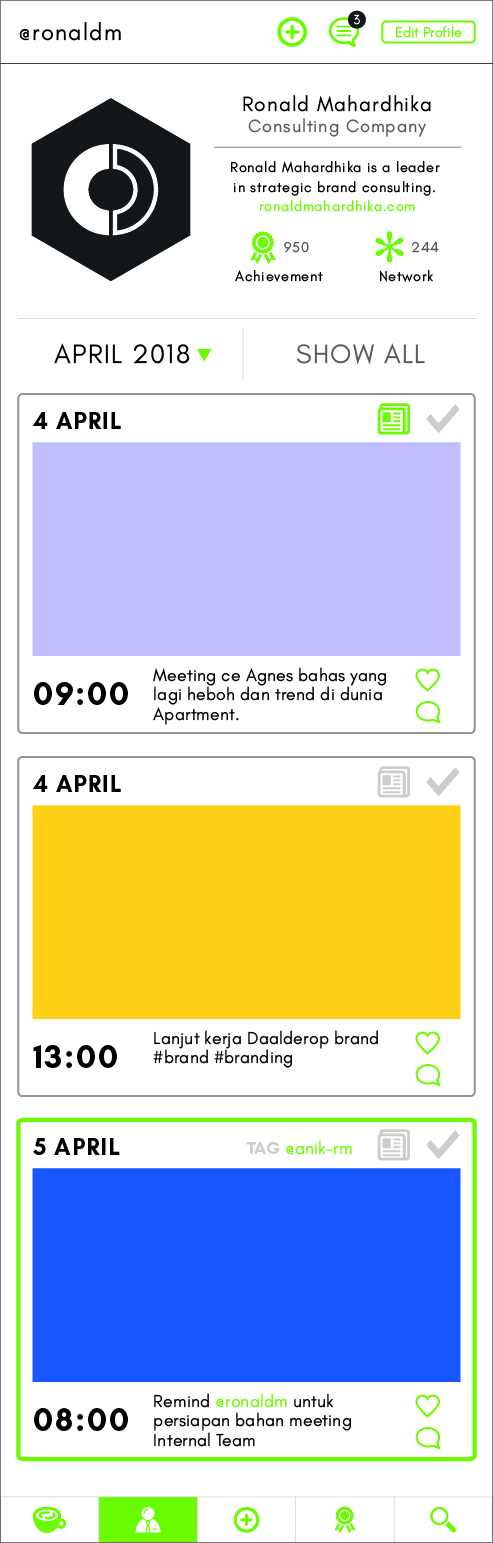 @ronaldm
3
Edit Profile
Ronald Mahardhika
Consulting Company
Ronald Mahardhika is a leader
in strategic brand consulting.
ronaldmahardhika.com
950
244
Achievement
Network
APRIL 2018
SHOW ALL
4 APRIL
09:00
Meeting ce Agnes bahas yang
lagi heboh dan trend di dunia
Apartment.
4 APRIL
13:00
Lanjut kerja Daalderop brand
#brand #branding
5 APRIL
TAG @anik-rm
08:00
Remind @ronaldm untuk
persiapan bahan meeting
Internal Team